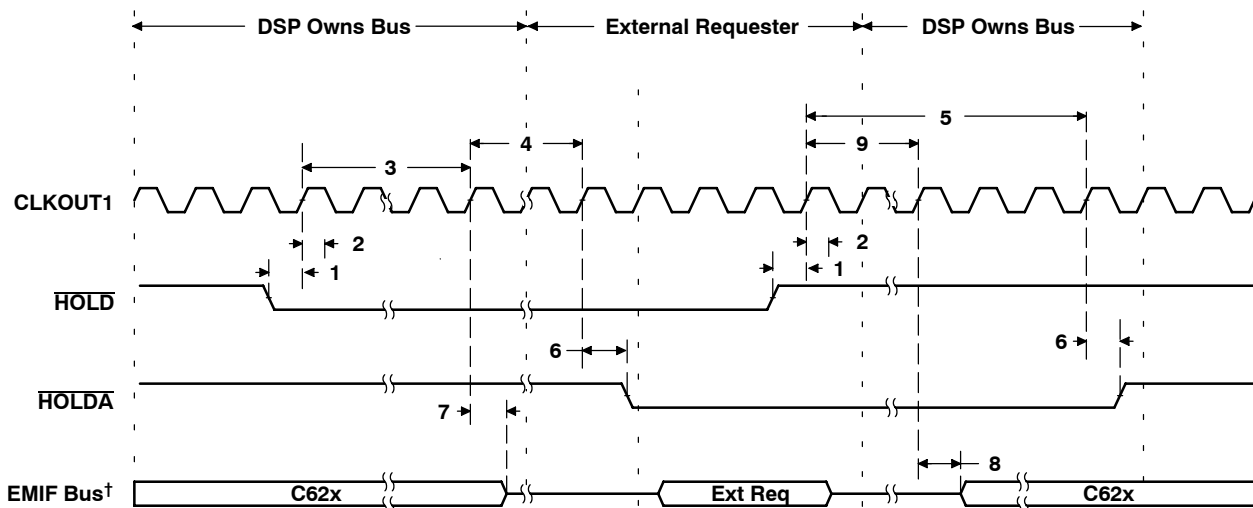 DSP Owns Bus External Requester DSP Owns Bus
5
4 9
3
CLKOUT1
2 2
1 1
HOLD
6 6
HOLDA
7
8
EMIF Bus† C62x Ext Req C62x